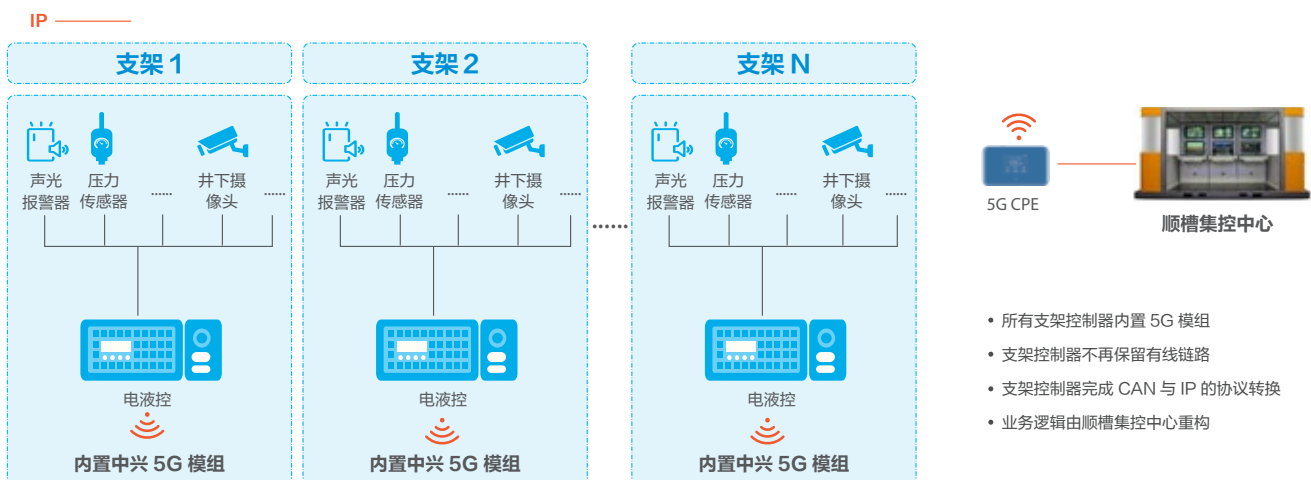 IP
支架 1
支架 2
支架 N
声光
报警器
压力
传感器
......
井下摄
像头
......
声光
报警器
压力
传感器
......
井下摄
像头
......
......
声光
报警器
压力
传感器
......
井下摄
像头
......
电液控
内置中兴 5G 模组
电液控
内置中兴 5G 模组
电液控
内置中兴 5G 模组
5G CPE
顺槽集控中心
• 所有支架控制器内置 5G 模组
• 支架控制器不再保留有线链路
• 支架控制器完成 CAN 与 IP 的协议转换
• 业务逻辑由顺槽集控中心重构